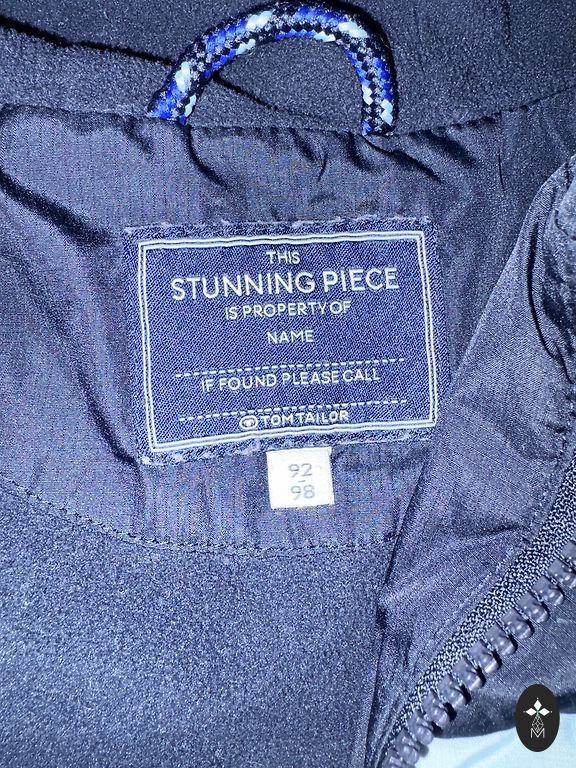 THIS
STUNNING PIECE
IS PROPERTY OF
NAME
IF FOUND PLEASE CALL
TOM TAILOR
92
98
M